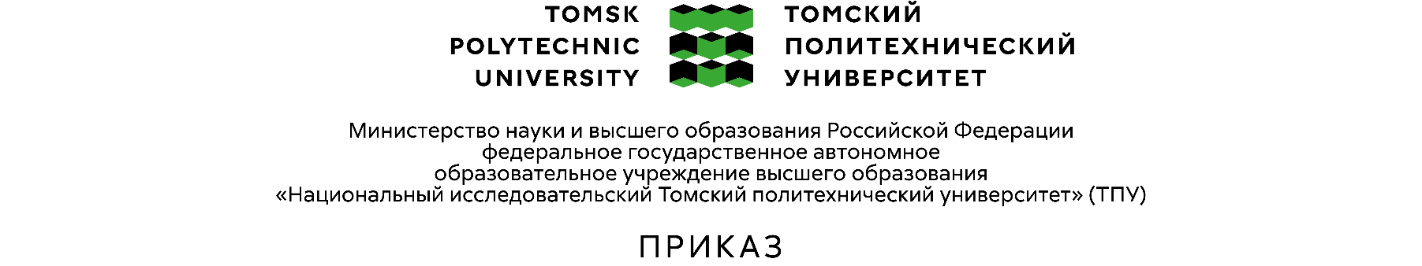 TOMSK
POLYTECHNIC
UNIVERSITY
ТОМСКИЙ
ПОЛИТЕХНИЧЕСКИЙ
УНИВЕРСИТЕТ
Министерство науки и высшего образования Российской Федерации
федеральное государственное автономное
образовательное учреждение высшего образования
«Национальный исследовательский Томский политехнический университет» (ТПУ)
ПРИКАЗ